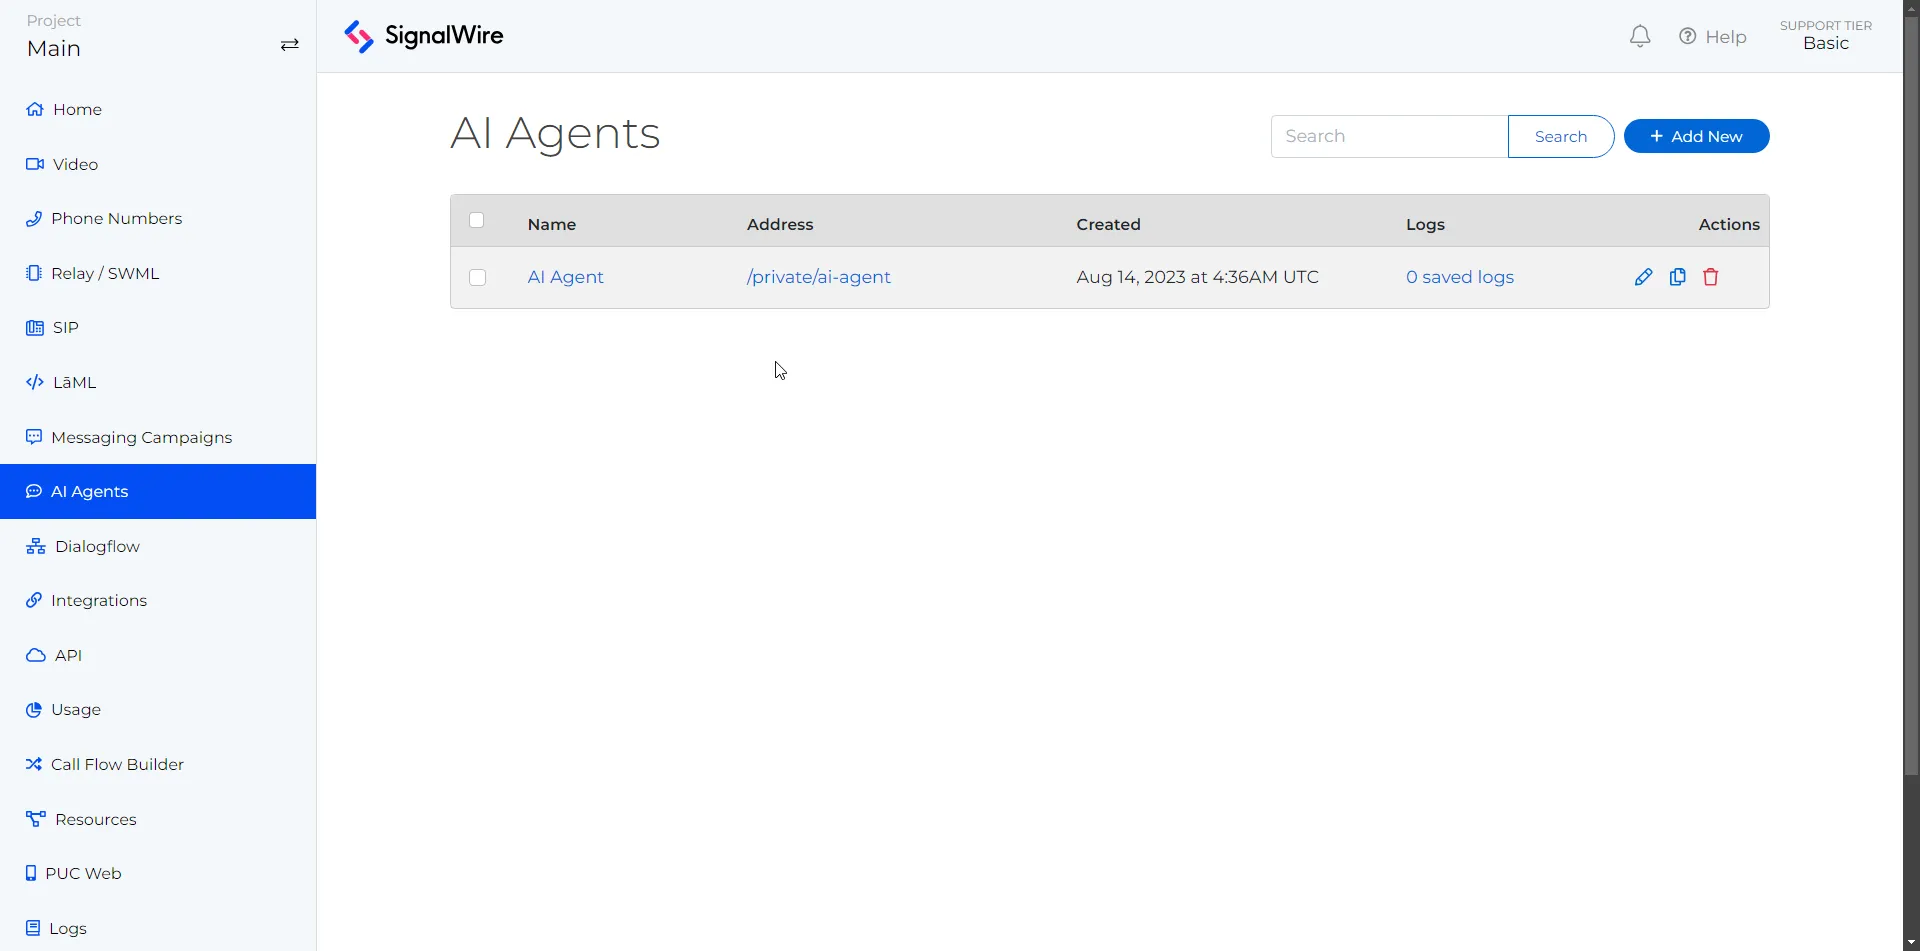 Project
Main
SignalWire
Help
SUPPORT TIER
Basic
Home
Video
Phone Numbers
Relay / SWML
SIP
LāML
Messaging Campaigns
AI Agents
Dialogflow
Integrations
API
Usage
Call Flow Builder
Resources
PUC Web
Logs
AI Agents
Search
Search
+ Add New
Name
Address
Created
Logs
Actions
AI Agent
/private/ai-agent
Aug 14, 2023 at 4:36AM UTC
0 saved logs